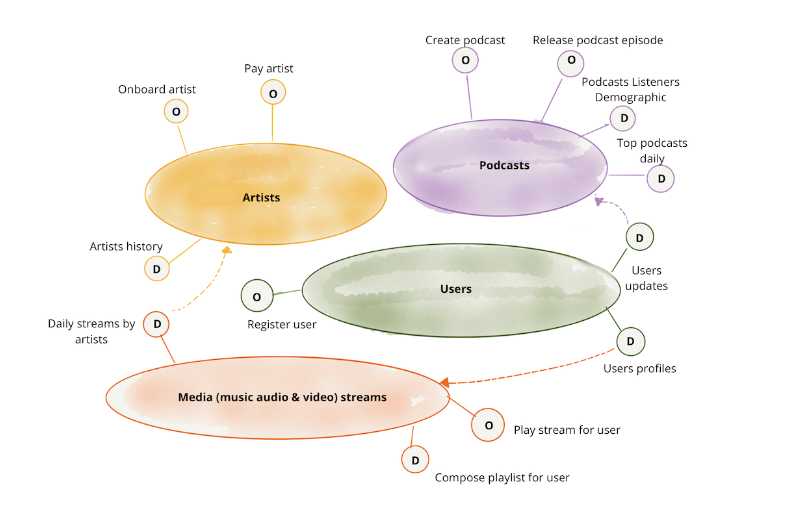 Create podcast
Release podcast episode
O
O
Pay artist
Onboard artist
O
O
Podcasts Listeners
Demographic
D
Top podcasts
daily
D
Podcasts
Artists
Artists history
D
D
Users
updates
Users
O
Register user
Daily streams by
artists
D
D
Users profiles
Media (music audio & video) streams
O
Play stream for user
D
Compose playlist for user